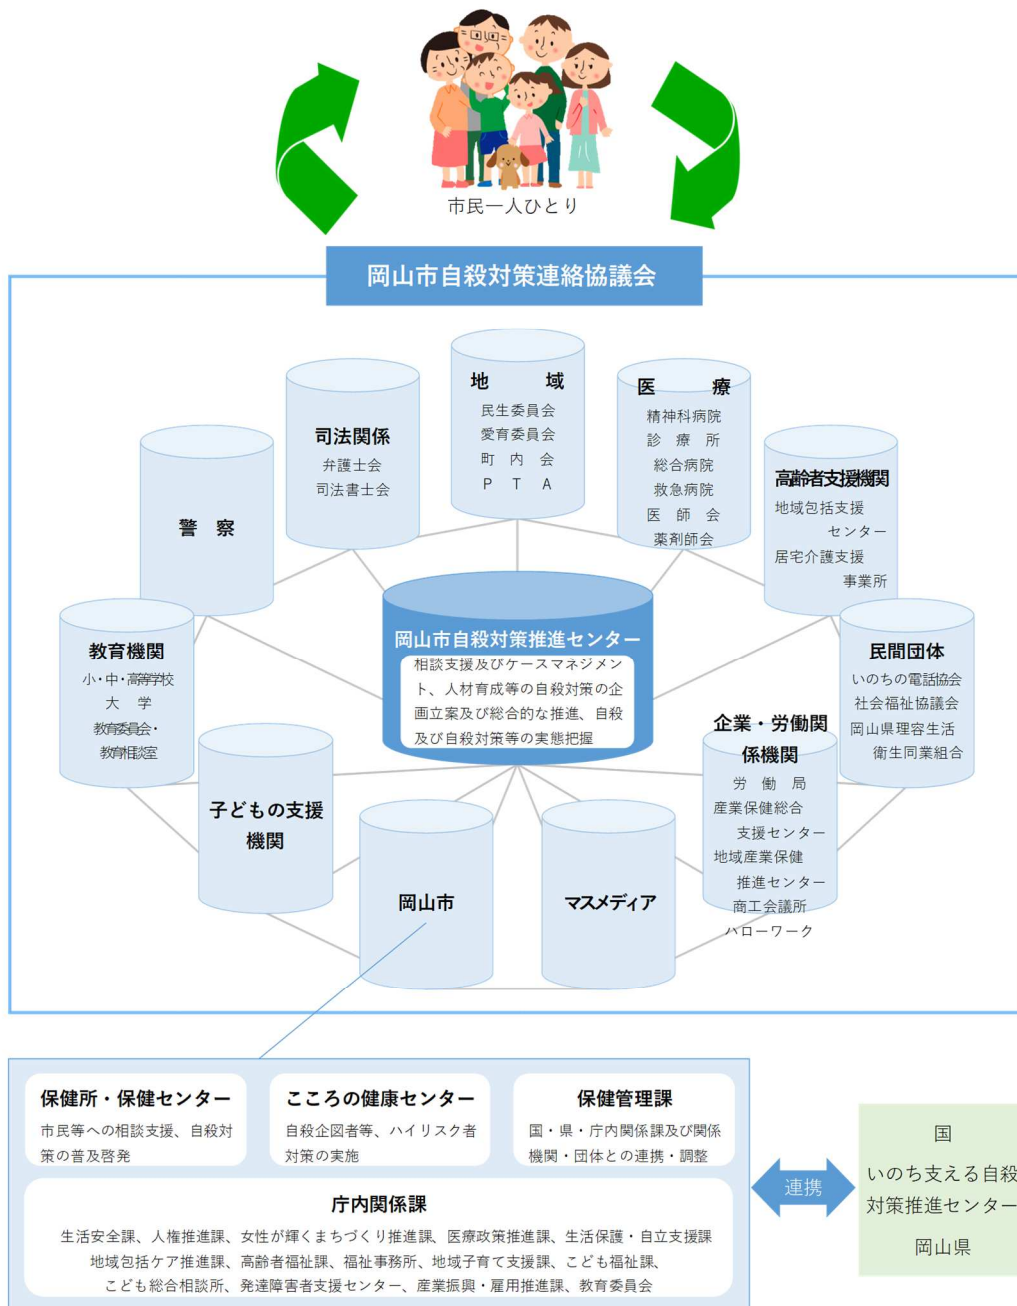 市民一人ひとり
岡山市自殺対策連絡協議会
地　　域
民生委員会
愛育委員会
町　内　会
Ｐ　Ｔ　Ａ
司法関係
弁護士会
司法書士会
医　　療
精神科病院
診　療　所
総合病院
救急病院
医　師　会
薬剤師会
警　察
高齢者支援機関
地域包括支援
センター
居宅介護支援
事業所
岡山市自殺対策推進センター
相談支援及びケースマネジメン
ト、人材育成等の自殺対策の企
画立案及び総合的な推進、自殺
及び自殺対策等の実態把握
教育機関
小・中・高等学校
大　学
教育委員会・
教育相談室
民間団体
いのちの電話協会
社会福祉協議会
岡山県理容生活
衛生同業組合
子どもの支援
機関
岡山市
マスメディア
企業・労働関
係機関
労　働　局
産業保健総合
支援センター
地域産業保健
推進センター
商工会議所
ハローワーク
保健所・保健センター
市民等への相談支援、自殺対
策の普及啓発
こころの健康センター
自殺企図者等、ハイリスク者
対策の実施
保健管理課
国・県・庁内関係課及び関係
機関・団体との連携・調整
庁内関係課
生活安全課、人権推進課、女性が輝くまちづくり推進課、医療政策推進課、生活保護・自立支援課
地域包括ケア推進課、高齢者福祉課、福祉事務所、地域子育て支援課、こども福祉課、
こども総合相談所、発達障害者支援センター、産業振興・雇用推進課、教育委員会
連携
国
いのち支える自殺
対策推進センター
岡山県